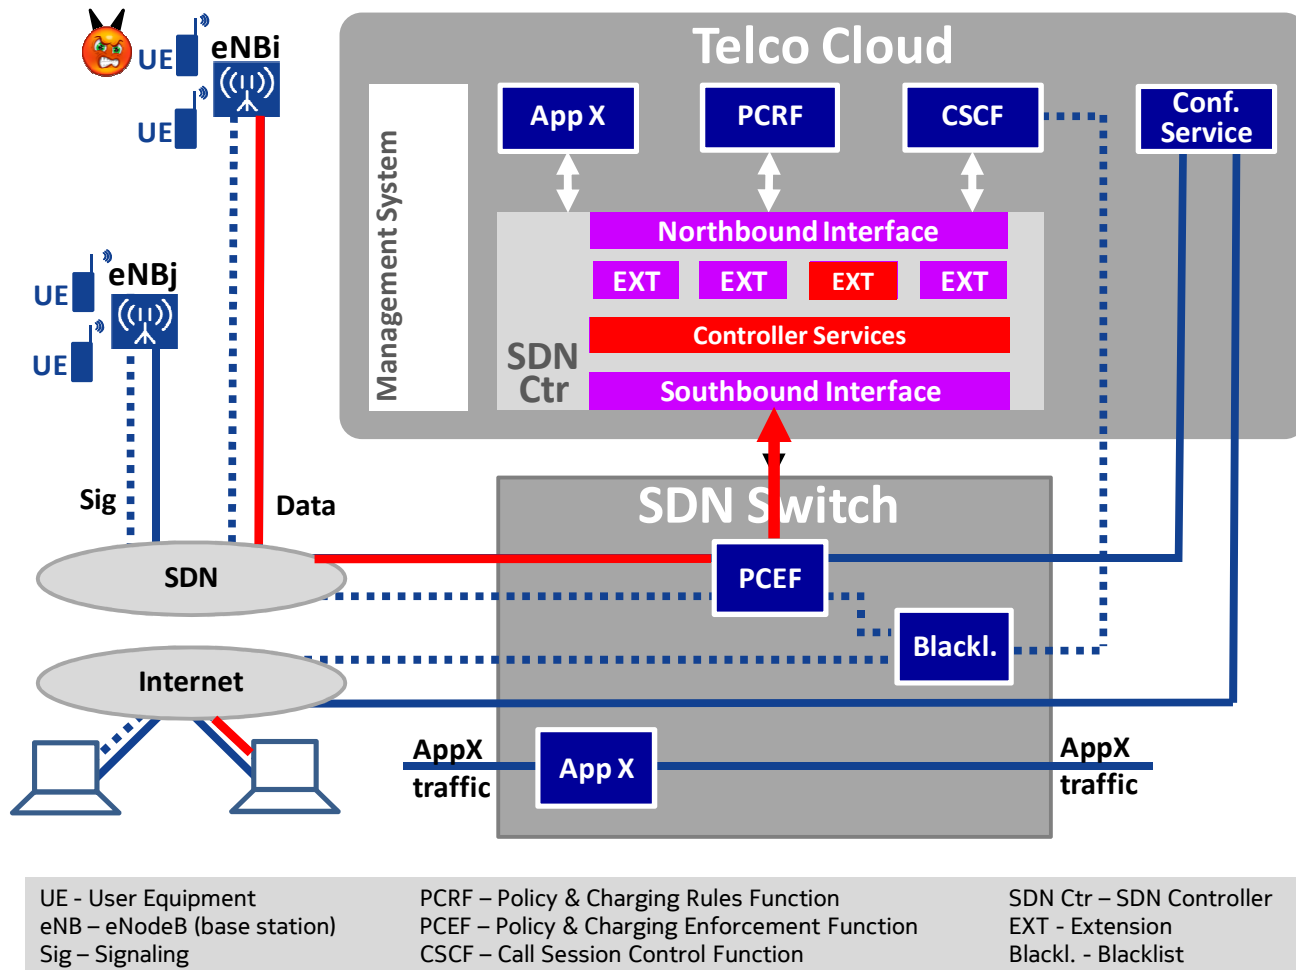 Telco Cloud
eNBi
UE
UE
App X
PCRF
CSCF
Conf.
Service
Management System
Northbound Interface
EXT
EXT
EXT
EXT
Controller Services
SDN
Ctr
Southbound Interface
eNBj
UE
UE
Sig
Data
SDN Switch
SDN
PCEF
Blackl.
Internet
AppX
traffic
App X
AppX
traffic
UE - User Equipment
eNB – eNodeB (base station)
Sig – Signaling
PCRF – Policy & Charging Rules Function
PCEF – Policy & Charging Enforcement Function
CSCF – Call Session Control Function
SDN Ctr – SDN Controller
EXT - Extension
Blackl. - Blacklist